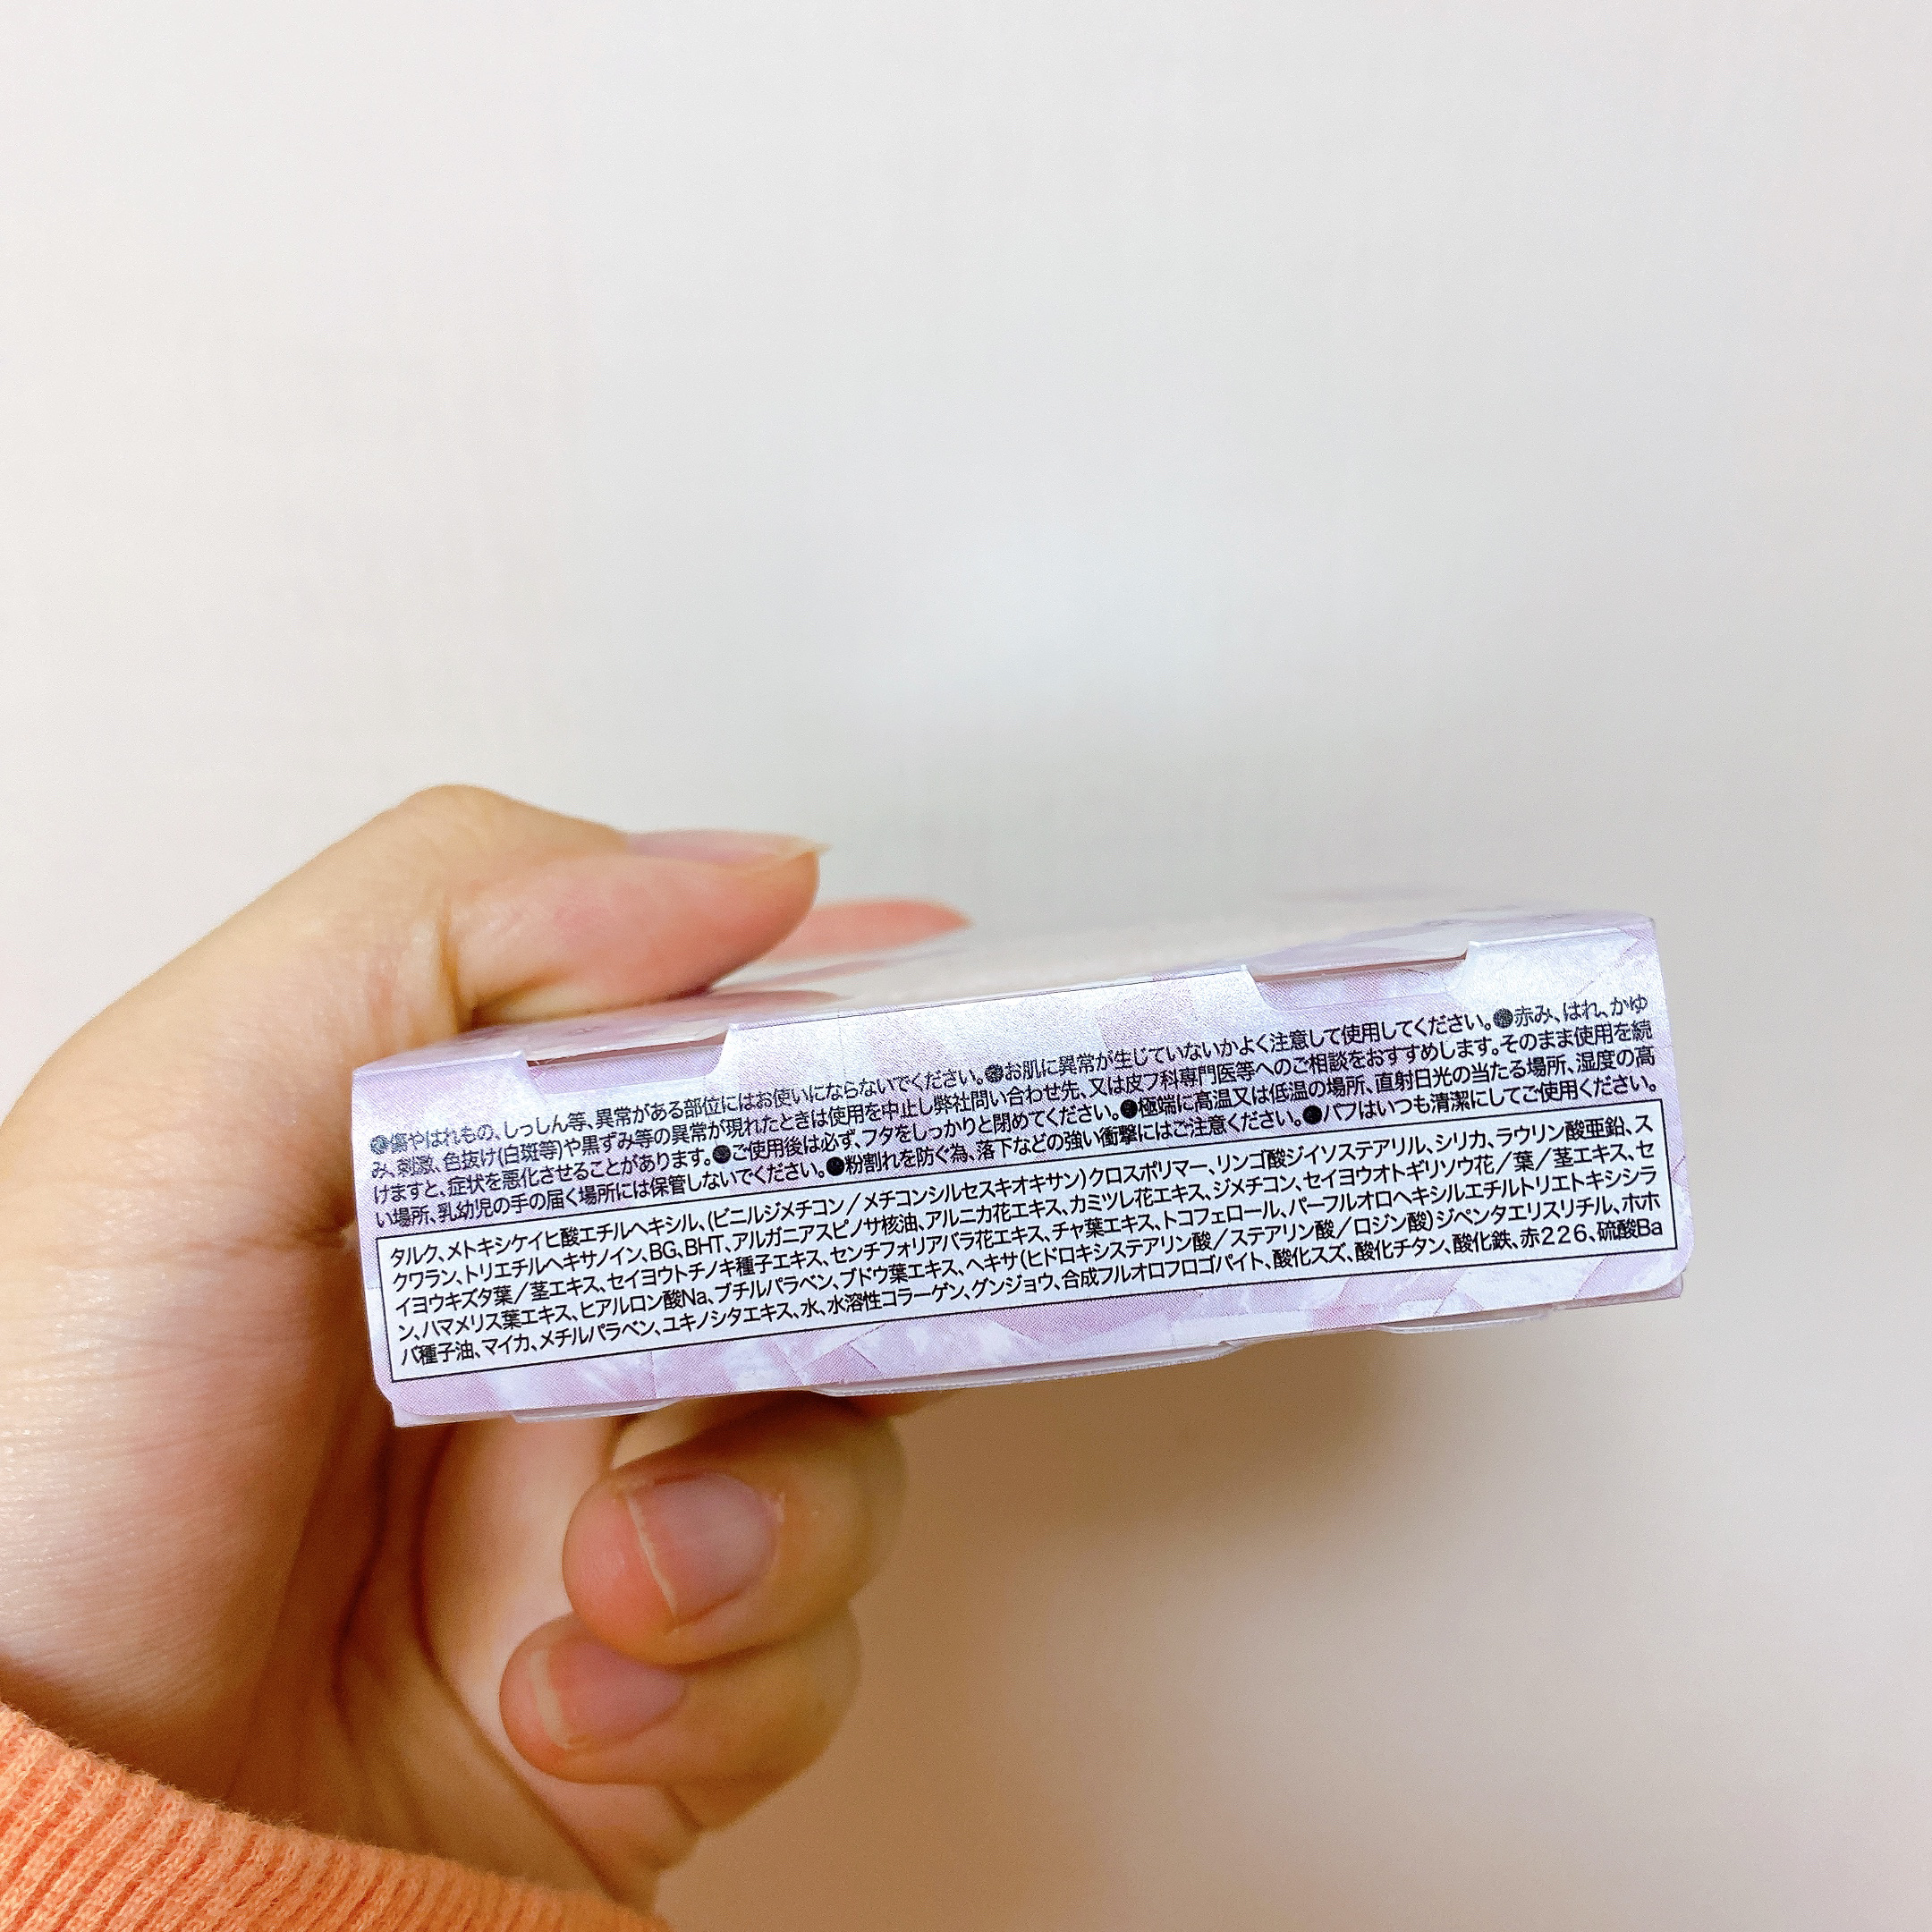 ●傷やはれもの、しっしん等、異常がある部位にはお使いにならないでください。●お肌に異常が生じていないかよく注意して使用してください。●赤み、はれ、かゆ
み、刺激、色抜け(白斑等)や黒ずみ等の異常が現れたときは使用を中止し弊社問い合わせ先、又は皮フ科専門医等へのご相談をおすすめします。そのまま使用を続
けますと、症状を悪化させることがあります。●ご使用後は必ず、フタをしっかりと閉めてください。●極端に高温又は低温の場所、直射日光の当たる場所、湿度の高
い場所、乳幼児の手の届く場所には保管しないでください。●粉割れを防ぐ為、落下などの強い衝撃にはご注意ください。●パフはいつも清潔にしてご使用ください。
タルク、メトキシケイヒ酸エチルヘキシル、(ビニルジメチコン/メチコンシルセスキオキサン)クロスポリマー、リンゴ酸ジイソステアリル、シリカ、ラウリン酸亜鉛、ス
クワラン、トリエチルヘキサノイン、BG、BHT、アルガニアスピノサ核油、アルニカ花エキス、カミツレ花エキス、ジメチコン、セイヨウオトギリソウ花/葉/茎エキス、セ
イヨウキズタ葉/茎エキス、セイヨウトチノキ種子エキス、センチフォリアバラ花エキス、チャ葉エキス、トコフェロール、パーフルオロヘキシルエチルトリエトキシシラ
ン、ハマメリス葉エキス、ヒアルロン酸Na、ブチルパラベン、ブドウ葉エキス、ヘキサ(ヒドロキシステアリン酸/ステアリン酸/ロジン酸)ジペンタエリスリチル、ホホ
バ種子油、マイカ、メチルパラベン、ユキノシタエキス、水、水溶性コラーゲン、グンジョウ、合成フルオロフロゴパイト、酸化スズ、酸化チタン、酸化鉄、赤226、硫酸Ba